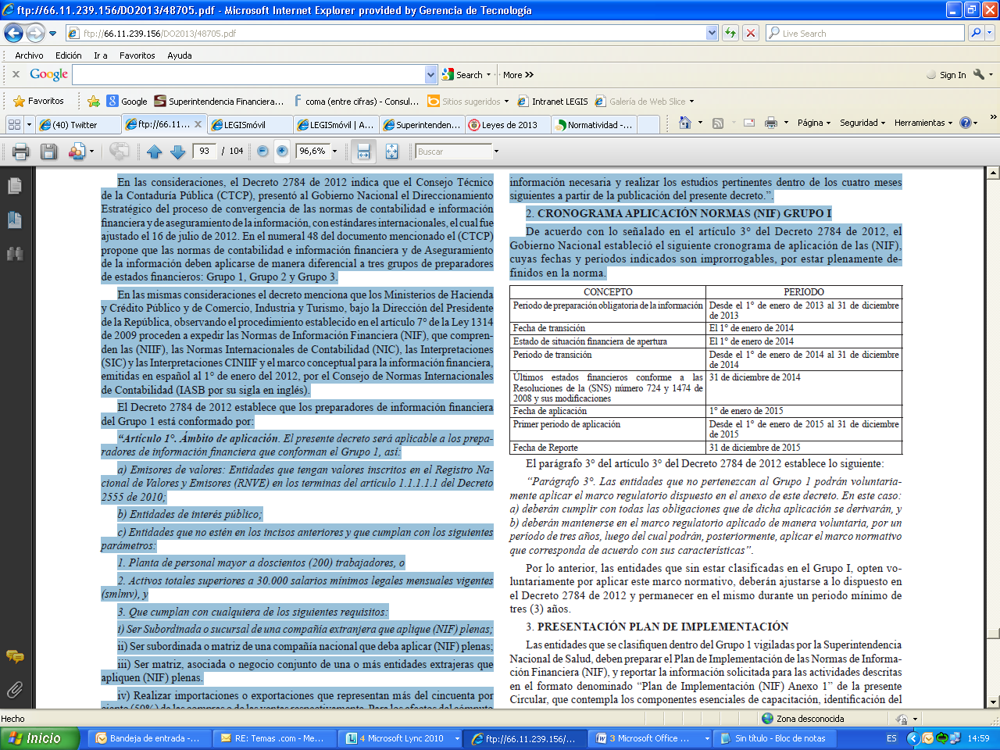 ftp://66.11.239.156/DO2013/48705.pdf - Microsoft Internet Explorer provided by Gerencia de Tecnología
ftp://66.11.239.156/DO2013/48705.pdf
Live Search
Archivo Edición Ir a Favoritos Ayuda
Google Search More Sign In
Favoritos Google Superintendencia Financiera... coma (entre cifras) - Consul... Sitios sugeridos Intranet LEGIS Galería de Web Slice
(40) Twitter ftp://66.11.... LEGISmóvil LEGISmóvil | A... Superintenden... Leyes de 2013 Normatividad -... Página Seguridad Herramientas
93 / 104 96,6% Buscar
En las consideraciones, el Decreto 2784 de 2012 indica que el Consejo Técnico
de la Contaduría Pública (CTCP), presentó al Gobierno Nacional el Direccionamiento
Estratégico del proceso de convergencia de las normas de contabilidad e información
financiera y de aseguramiento de la información, con estándares internacionales, el cual fue
ajustado el 16 de julio de 2012. En el numeral 48 del documento mencionado el (CTCP)
propone que las normas de contabilidad e información financiera y de Aseguramiento
de la información deben aplicarse de manera diferencial a tres grupos de preparadores
de estados financieros: Grupo 1, Grupo 2 y Grupo 3.
En las mismas consideraciones el decreto menciona que los Ministerios de Hacienda
y Crédito Público y de Comercio, Industria y Turismo, bajo la Dirección del Presidente
de la República, observando el procedimiento establecido en el artículo 7° de la Ley 1314
de 2009 proceden a expedir las Normas de Información Financiera (NIF), que compren-
den las (NIIF), las Normas Internacionales de Contabilidad (NIC), las Interpretaciones
(SIC) y las Interpretaciones CINIIF y el marco conceptual para la información financiera,
emitidas en español al 1° de enero del 2012, por el Consejo de Normas Internacionales
de Contabilidad (IASB por su sigla en inglés).
El Decreto 2784 de 2012 establece que los preparadores de información financiera
del Grupo 1 está conformado por:
“Artículo 1°. Ámbito de aplicación. El presente decreto será aplicable a los prepa-
radores de información financiera que conforman el Grupo 1, así:
a) Emisores de valores: Entidades que tengan valores inscritos en el Registro Na-
cional de Valores y Emisores (RNVE) en los terminas del artículo 1.1.1.1.1 del Decreto
2555 de 2010;
b) Entidades de interés público;
c) Entidades que no estén en los incisos anteriores y que cumplan con los siguientes
parámetros:
1. Planta de personal mayor a doscientos (200) trabajadores, o
2. Activos totales superiores a 30.000 salarios mínimos legales mensuales vigentes
(smlmv), y
3. Que cumplan con cualquiera de los siguientes requisitos:
i) Ser Subordinada o sucursal de una compañía extranjera que aplique (NIF) plenas;
ii) Ser subordinada o matriz de una compañía nacional que deba aplicar (NIF) plenas;
iii) Ser matriz, asociada o negocio conjunto de una o más entidades extrajeras que
apliquen (NIF) plenas.
iv) Realizar importaciones o exportaciones que representan más del cincuenta por
ciento (50%) de las compras o de las ventas respectivamente. Para los efectos del cómputo
información necesaria y realizar los estudios pertinentes dentro de los cuatro meses
siguientes a partir de la publicación del presente decreto.”.
2. CRONOGRAMA APLICACIÓN NORMAS (NIF) GRUPO I
De acuerdo con lo señalado en el artículo 3° del Decreto 2784 de 2012, el
Gobierno Nacional estableció el siguiente cronograma de aplicación de las (NIF),
cuyas fechas y periodos indicados son improrrogables, por estar plenamente de-
finidos en la norma.
CONCEPTO PERIODO
Periodo de preparación obligatoria de la información Desde el 1° de enero de 2013 al 31 de diciembre
de 2013
Fecha de transición El 1° de enero de 2014
Estado de situación financiera de apertura El 1° de enero de 2014
Periodo de transición Desde el 1° de enero de 2014 al 31 de diciembre
de 2014
Últimos estados financieros conforme a las 31 de diciembre de 2014
Resoluciones de la (SNS) número 724 y 1474 de
2008 y sus modificaciones
Fecha de aplicación 1° de enero de 2015
Primer periodo de aplicación Desde el 1° de enero de 2015 al 31 de diciembre
de 2015
Fecha de Reporte 31 de diciembre de 2015
El parágrafo 3° del artículo 3° del Decreto 2784 de 2012 establece lo siguiente:
“Parágrafo 3°. Las entidades que no pertenezcan al Grupo 1 podrán voluntaria-
mente aplicar el marco regulatorio dispuesto en el anexo de este decreto. En este caso:
a) deberán cumplir con todas las obligaciones que de dicha aplicación se derivarán, y
b) deberán mantenerse en el marco regulatorio aplicado de manera voluntaria, por un
período de tres años, luego del cual podrán, posteriormente, aplicar el marco normativo
que corresponda de acuerdo con sus características”.
Por lo anterior, las entidades que sin estar clasificadas en el Grupo I, opten vo-
luntariamente por aplicar este marco normativo, deberán ajustarse a lo dispuesto en
el Decreto 2784 de 2012 y permanecer en el mismo durante un periodo mínimo de
tres (3) años.
3. PRESENTACIÓN PLAN DE IMPLEMENTACIÓN
Las entidades que se clasifiquen dentro del Grupo 1 vigiladas por la Superintendencia
Nacional de Salud, deben preparar el Plan de Implementación de las Normas de Informa-
ción Financiera (NIF), y reportar la información solicitada para las actividades descritas
en el formato denominado “Plan de Implementación (NIF) Anexo 1” de la presente
Circular, que contempla los componentes esenciales de capacitación, identificación del
Hecho Zona desconocida
Inicio Bandeja de entrada -... RE: Temas .com - Me... 4 Microsoft Lync 2010 ftp://66.11.239.156/... 3 Microsoft Office ... Sin título - Bloc de notas ES 14:59